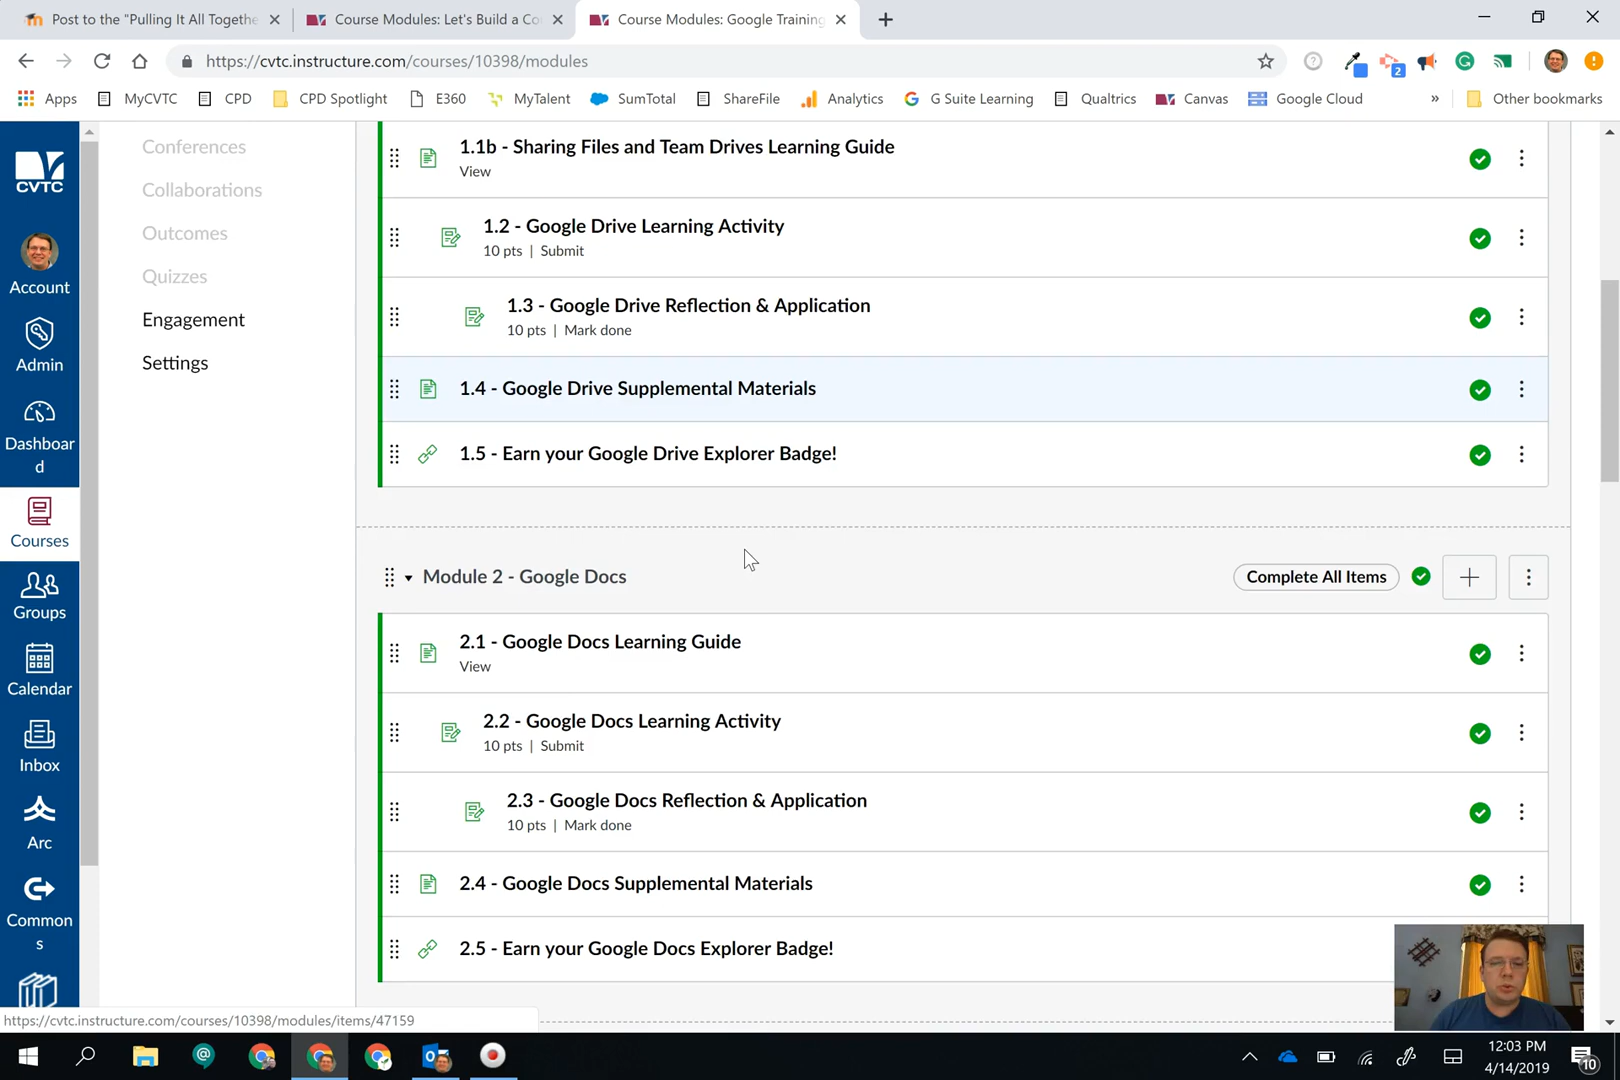 Post to the "Pulling It All Togethe
Course Modules: Let's Build a Co
Course Modules: Google Training
https://cvtc.instructure.com/courses/10398/modules
2
Apps
MyCVTC
CPD
CPD Spotlight
E360
MyTalent
SumTotal
ShareFile
Analytics
G Suite Learning
Qualtrics
Canvas
Google Cloud
»
Other bookmarks
CVTC
Account
Admin
Dashboar
d
Courses
Groups
Calendar
Inbox
Arc
Common
s
Conferences
Collaborations
Outcomes
Quizzes
Engagement
Settings
1.1b - Sharing Files and Team Drives Learning Guide
View
1.2 - Google Drive Learning Activity
10 pts | Submit
1.3 - Google Drive Reflection & Application
10 pts | Mark done
1.4 - Google Drive Supplemental Materials
1.5 - Earn your Google Drive Explorer Badge!
Module 2 - Google Docs
Complete All Items
2.1 - Google Docs Learning Guide
View
2.2 - Google Docs Learning Activity
10 pts | Submit
2.3 - Google Docs Reflection & Application
10 pts | Mark done
2.4 - Google Docs Supplemental Materials
2.5 - Earn your Google Docs Explorer Badge!
https://cvtc.instructure.com/courses/10398/modules/items/47159
12:03 PM
4/14/2019
10